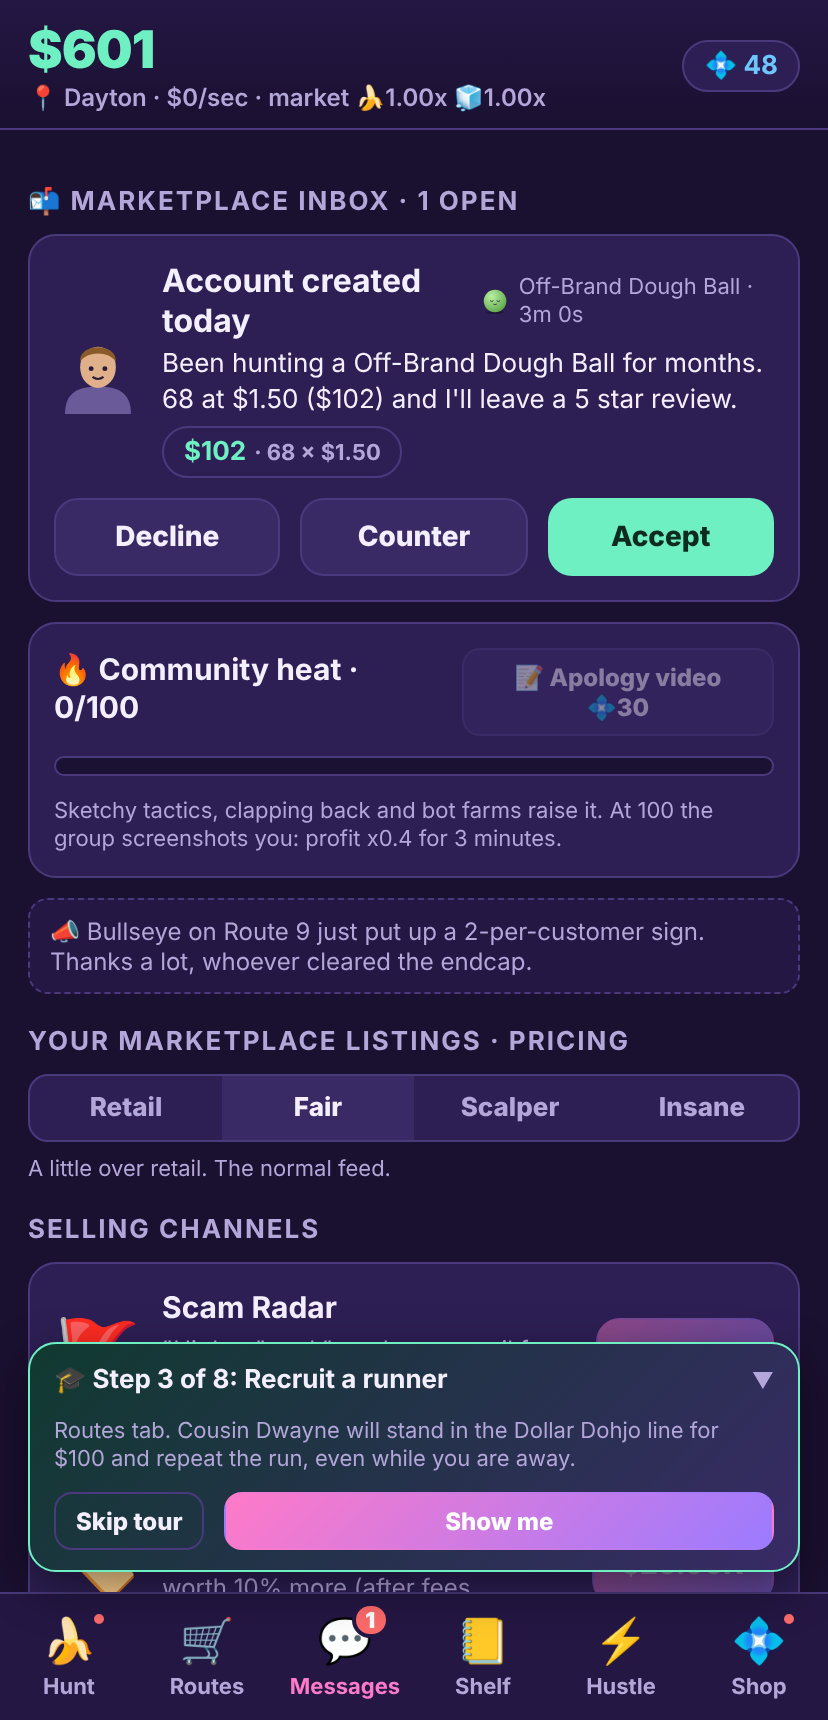 $601
Dayton · $0/sec · market 1.00x 1.00x
48
MARKETPLACE INBOX · 1 OPEN
Account created
today
Off-Brand Dough Ball ·
3m 0s
Been hunting a Off-Brand Dough Ball for months.
68 at $1.50 ($102) and I'll leave a 5 star review.
$102 · 68 × $1.50
Decline
Counter
Accept
Community heat ·
0/100
Apology video
30
Sketchy tactics, clapping back and bot farms raise it. At 100 the
group screenshots you: profit x0.4 for 3 minutes.
Bullseye on Route 9 just put up a 2-per-customer sign.
Thanks a lot, whoever cleared the endcap.
YOUR MARKETPLACE LISTINGS · PRICING
Retail
Fair
Scalper
Insane
A little over retail. The normal feed.
SELLING CHANNELS
Scam Radar
Step 3 of 8: Recruit a runner
Routes tab. Cousin Dwayne will stand in the Dollar Dohjo line for
$100 and repeat the run, even while you are away.
Skip tour
Show me
worth 10% more (after fees
1
Hunt
Routes
Messages
Shelf
Hustle
Shop